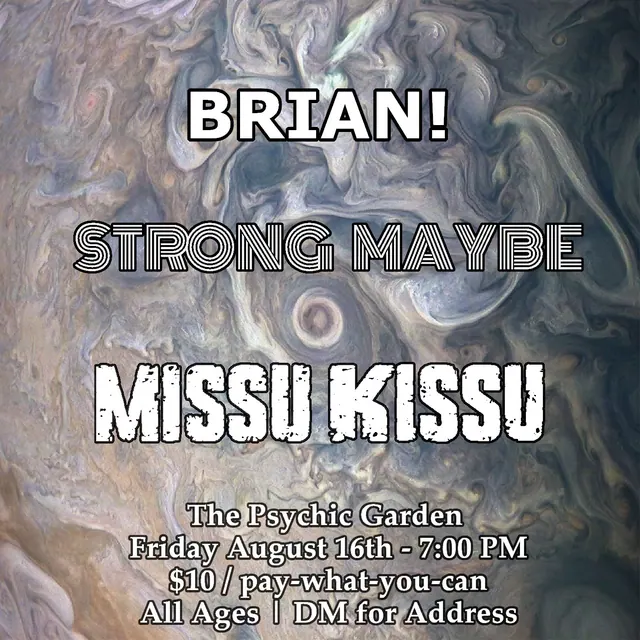 BRIAN!
STRONG MAYBE
MISSU KISSU
The Psychic Garden
Friday August 16th - 7:00 PM
$10 / pay-what-you-can
All Ages | DM for Address